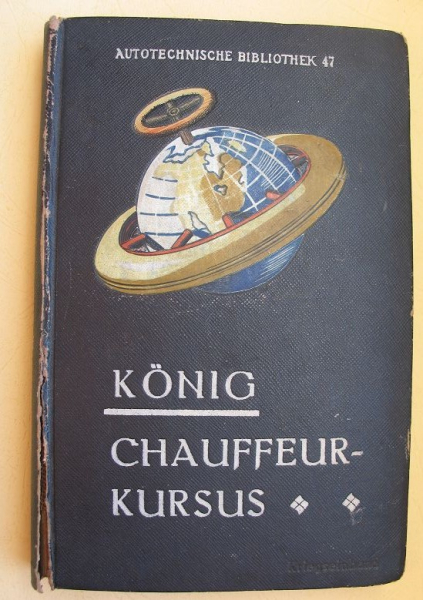 AUTOTECHNISCHE BIBLIOTHEK 47
KÖNIG
CHAUFFEUR-
KURSUS